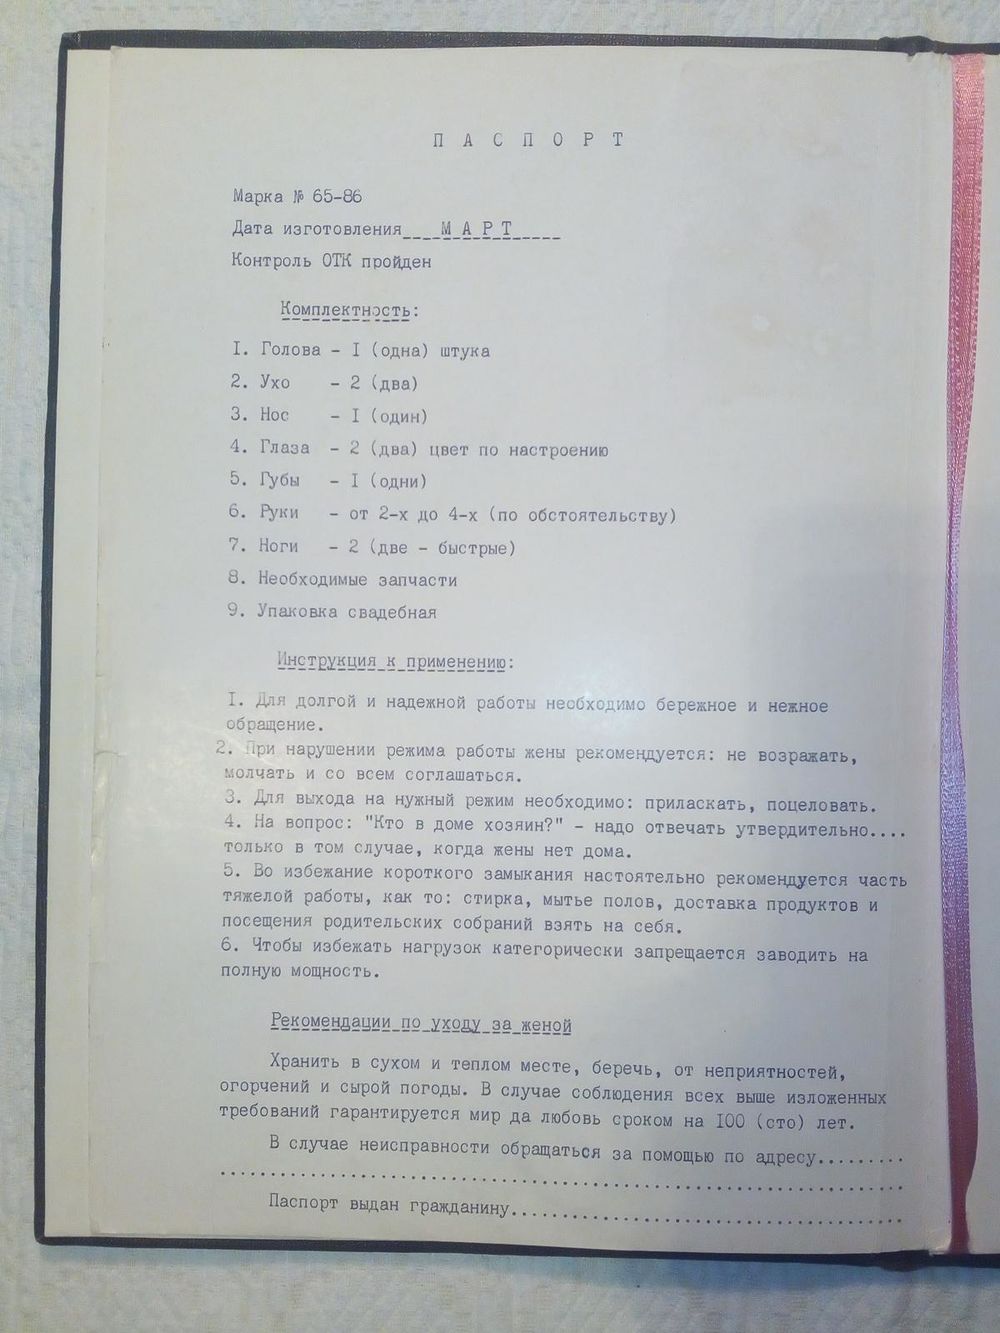 П А С П О Р Т
Марка № 65-86
Дата изготовления___М А Р Т____
Контроль ОТК пройден
Комплектность:
I. Голова - I (одна) штука
2. Ухо - 2 (два)
3. Нос - I (один)
4. Глаза - 2 (два) цвет по настроению
5. Губы - I (одни)
6. Руки - от 2-х до 4-х (по обстоятельству)
7. Ноги - 2 (две - быстрые)
8. Необходимые запчасти
9. Упаковка свадебная
Инструкция к применению:
I. Для долгой и надежной работы необходимо бережное и нежное
обращение.
2. При нарушении режима работы жены рекомендуется: не возражать,
молчать и со всем соглашаться.
3. Для выхода на нужный режим необходимо: приласкать, поцеловать.
4. На вопрос: "Кто в доме хозяин?" - надо отвечать утвердительно....
только в том случае, когда жены нет дома.
5. Во избежание короткого замыкания настоятельно рекомендуется часть
тяжелой работы, как то: стирка, мытье полов, доставка продуктов и
посещения родительских собраний взять на себя.
6. Чтобы избежать нагрузок категорически запрещается заводить на
полную мощность.
Рекомендации по уходу за женой
Хранить в сухом и теплом месте, беречь, от неприятностей,
огорчений и сырой погоды. В случае соблюдения всех выше изложенных
требований гарантируется мир да любовь сроком на I00 (сто) лет.
В случае неисправности обращаться за помощью по адресу.........
....................................................................
Паспорт выдан гражданину.......................................